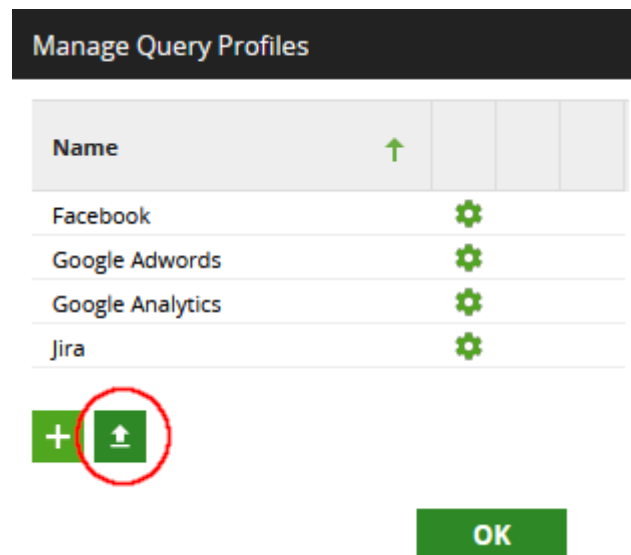 Manage Query Profiles
Name
Facebook
Google Adwords
Google Analytics
Jira
OK